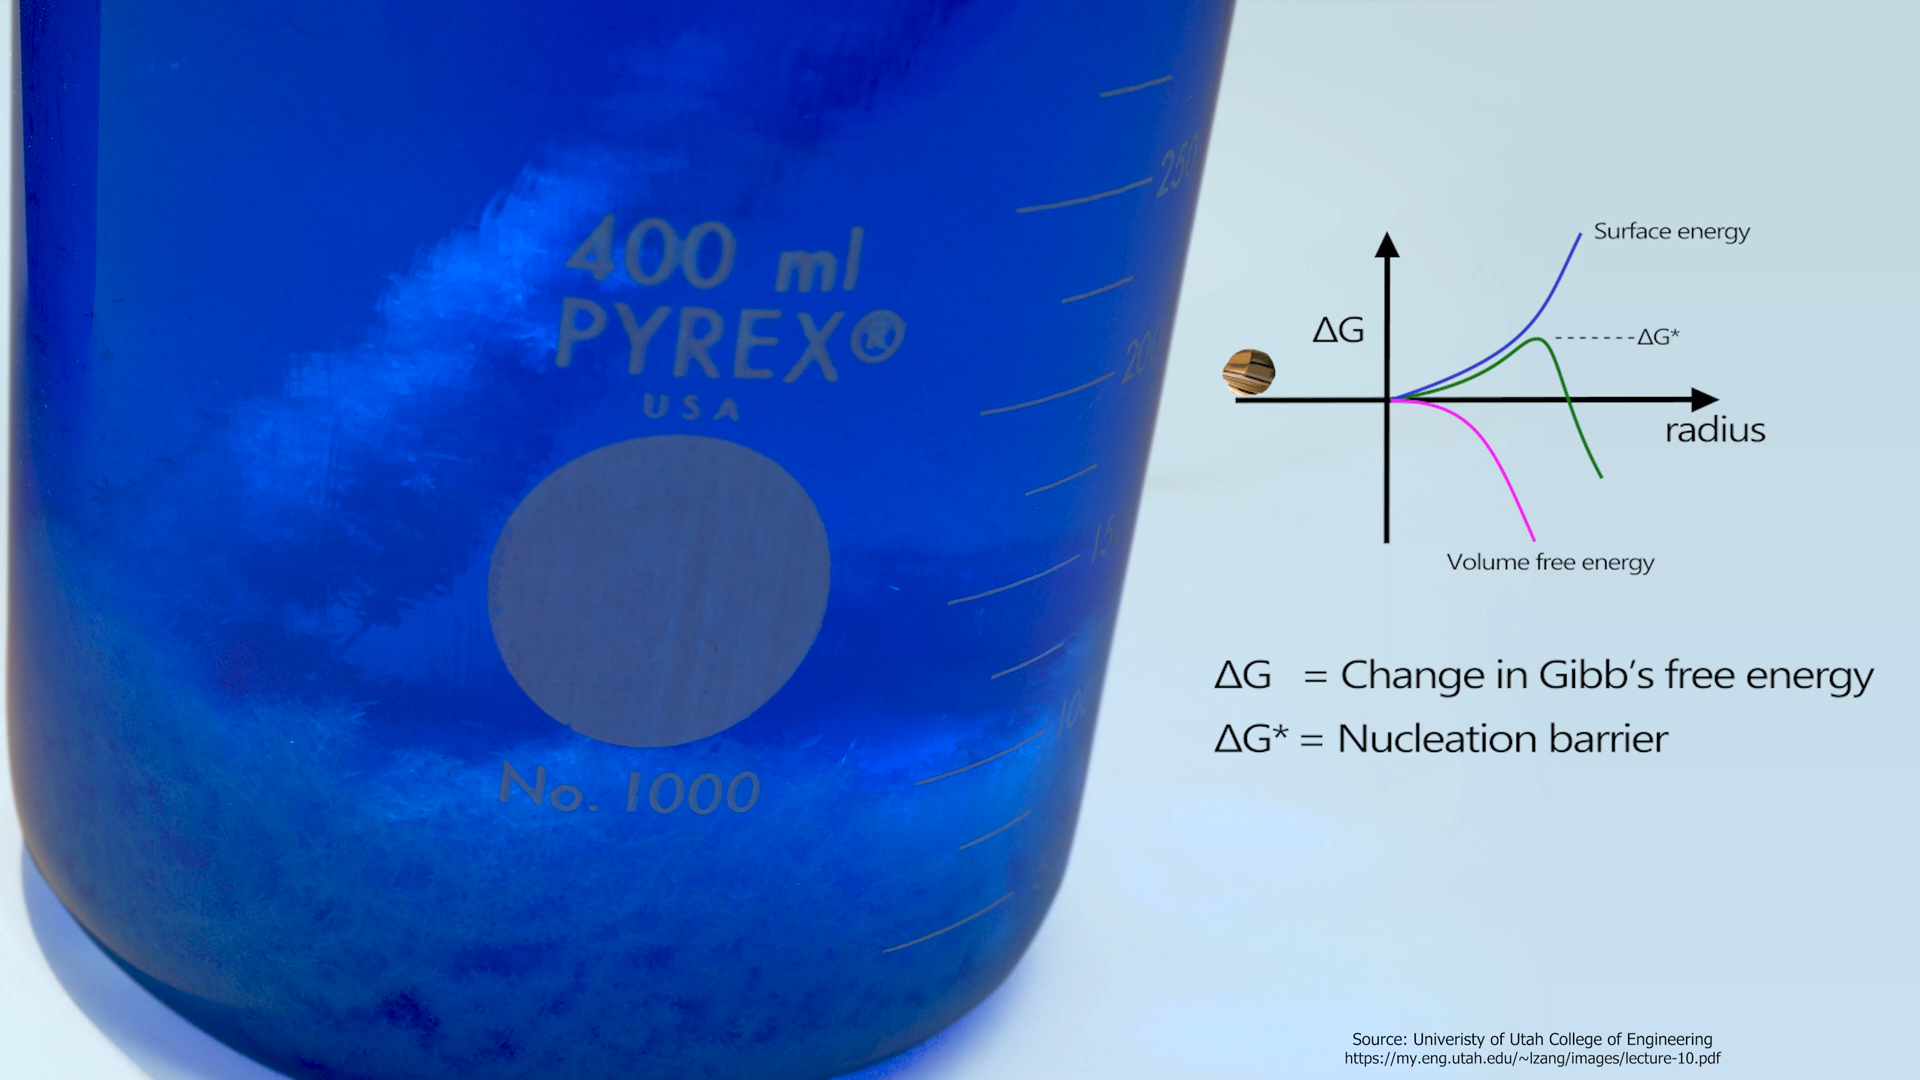 400 ml
PYREX®
USA
No. 1000
250
200
150
100
Surface energy
ΔG*
ΔG
radius
Volume free energy
ΔG = Change in Gibb's free energy
ΔG* = Nucleation barrier
Source: Univeristy of Utah College of Engineering
https://my.eng.utah.edu/~lzang/images/lecture-10.pdf